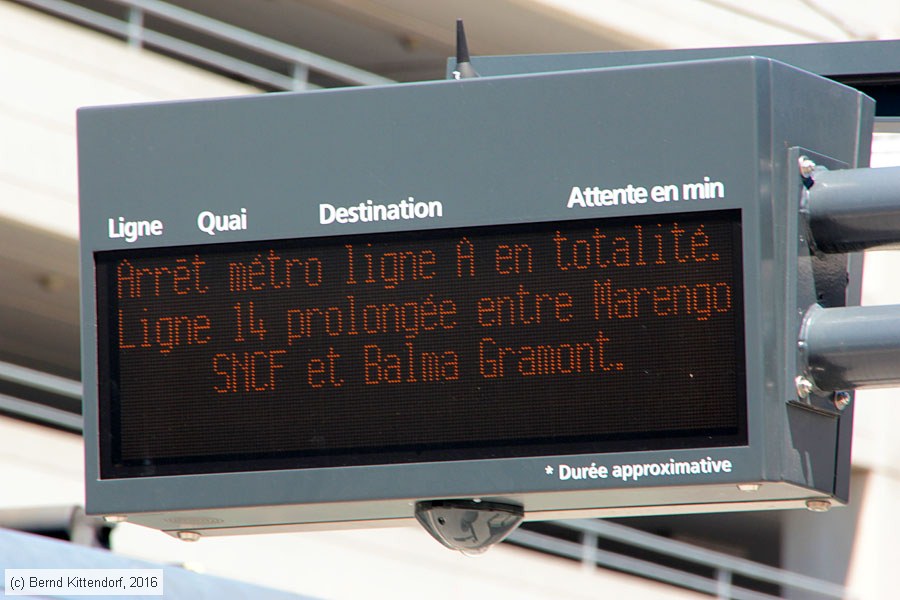 Ligne Quai Destination Attente en min
Arrêt métro ligne A en totalité.
Ligne 14 prolongée entre Marengo
SNCF et Balma Gramont.
* Durée approximative
(c) Bernd Kittendorf, 2016